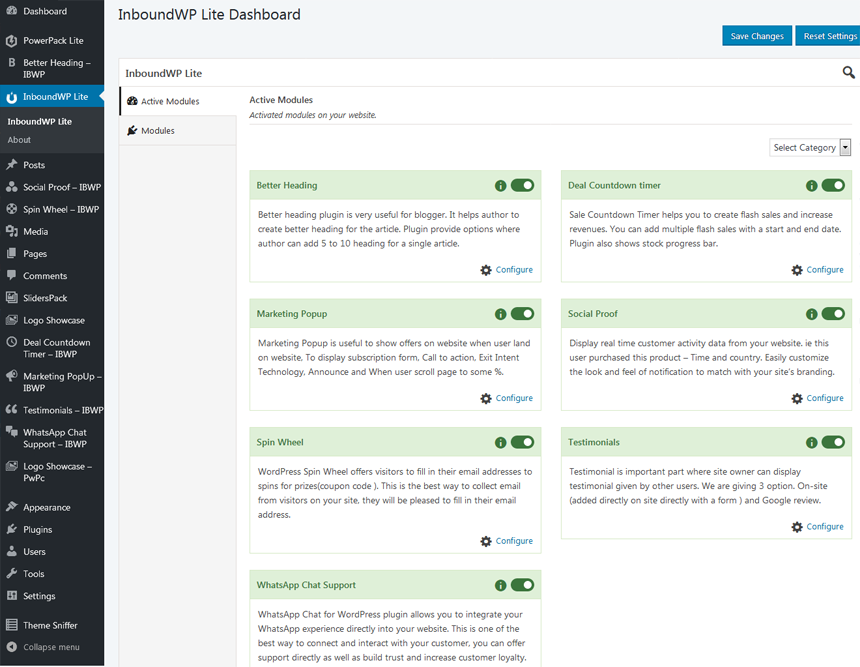 Dashboard
PowerPack Lite
Better Heading –
IBWP
InboundWP Lite
InboundWP Lite
About
Posts
Social Proof – IBWP
Spin Wheel – IBWP
Media
Pages
Comments
SlidersPack
Logo Showcase
Deal Countdown
Timer – IBWP
Marketing PopUp –
IBWP
Testimonials – IBWP
WhatsApp Chat
Support – IBWP
Logo Showcase –
PwPc
Appearance
Plugins
Users
Tools
Settings
Theme Sniffer
Collapse menu
InboundWP Lite Dashboard
Save Changes
Reset Settings
InboundWP Lite
Active Modules
Modules
Active Modules
Activated modules on your website.
Select Category
Better Heading
Better heading plugin is very useful for blogger. It helps author to
create better heading for the article. Plugin provide options where
author can add 5 to 10 heading for a single article.
Configure
Deal Countdown timer
Sale Countdown Timer helps you to create flash sales and increase
revenues. You can add multiple flash sales with a start and end date.
Plugin also shows stock progress bar.
Configure
Marketing Popup
Marketing Popup is useful to show offers on website when user land
on website, To display subscription form, Call to action, Exit Intent
Technology, Announce and When user scroll page to some %.
Configure
Social Proof
Display real time customer activity data from your website. ie this
user purchased this product – Time and country. Easily customize
the look and feel of notification to match with your site's branding.
Configure
Spin Wheel
WordPress Spin Wheel offers visitors to fill in their email addresses to
spins for prizes(coupon code ). This is the best way to collect email
from visitors on your site, they will be pleased to fill in their email
address.
Configure
Testimonials
Testimonial is important part where site owner can display
testimonial given by other users. We are giving 3 option. On-site
(added directly on site directly with a form ) and Google review.
Configure
WhatsApp Chat Support
WhatsApp Chat for WordPress plugin allows you to integrate your
WhatsApp experience directly into your website. This is one of the
best way to connect and interact with your customer, you can offer
support directly as well as build trust and increase customer loyalty.